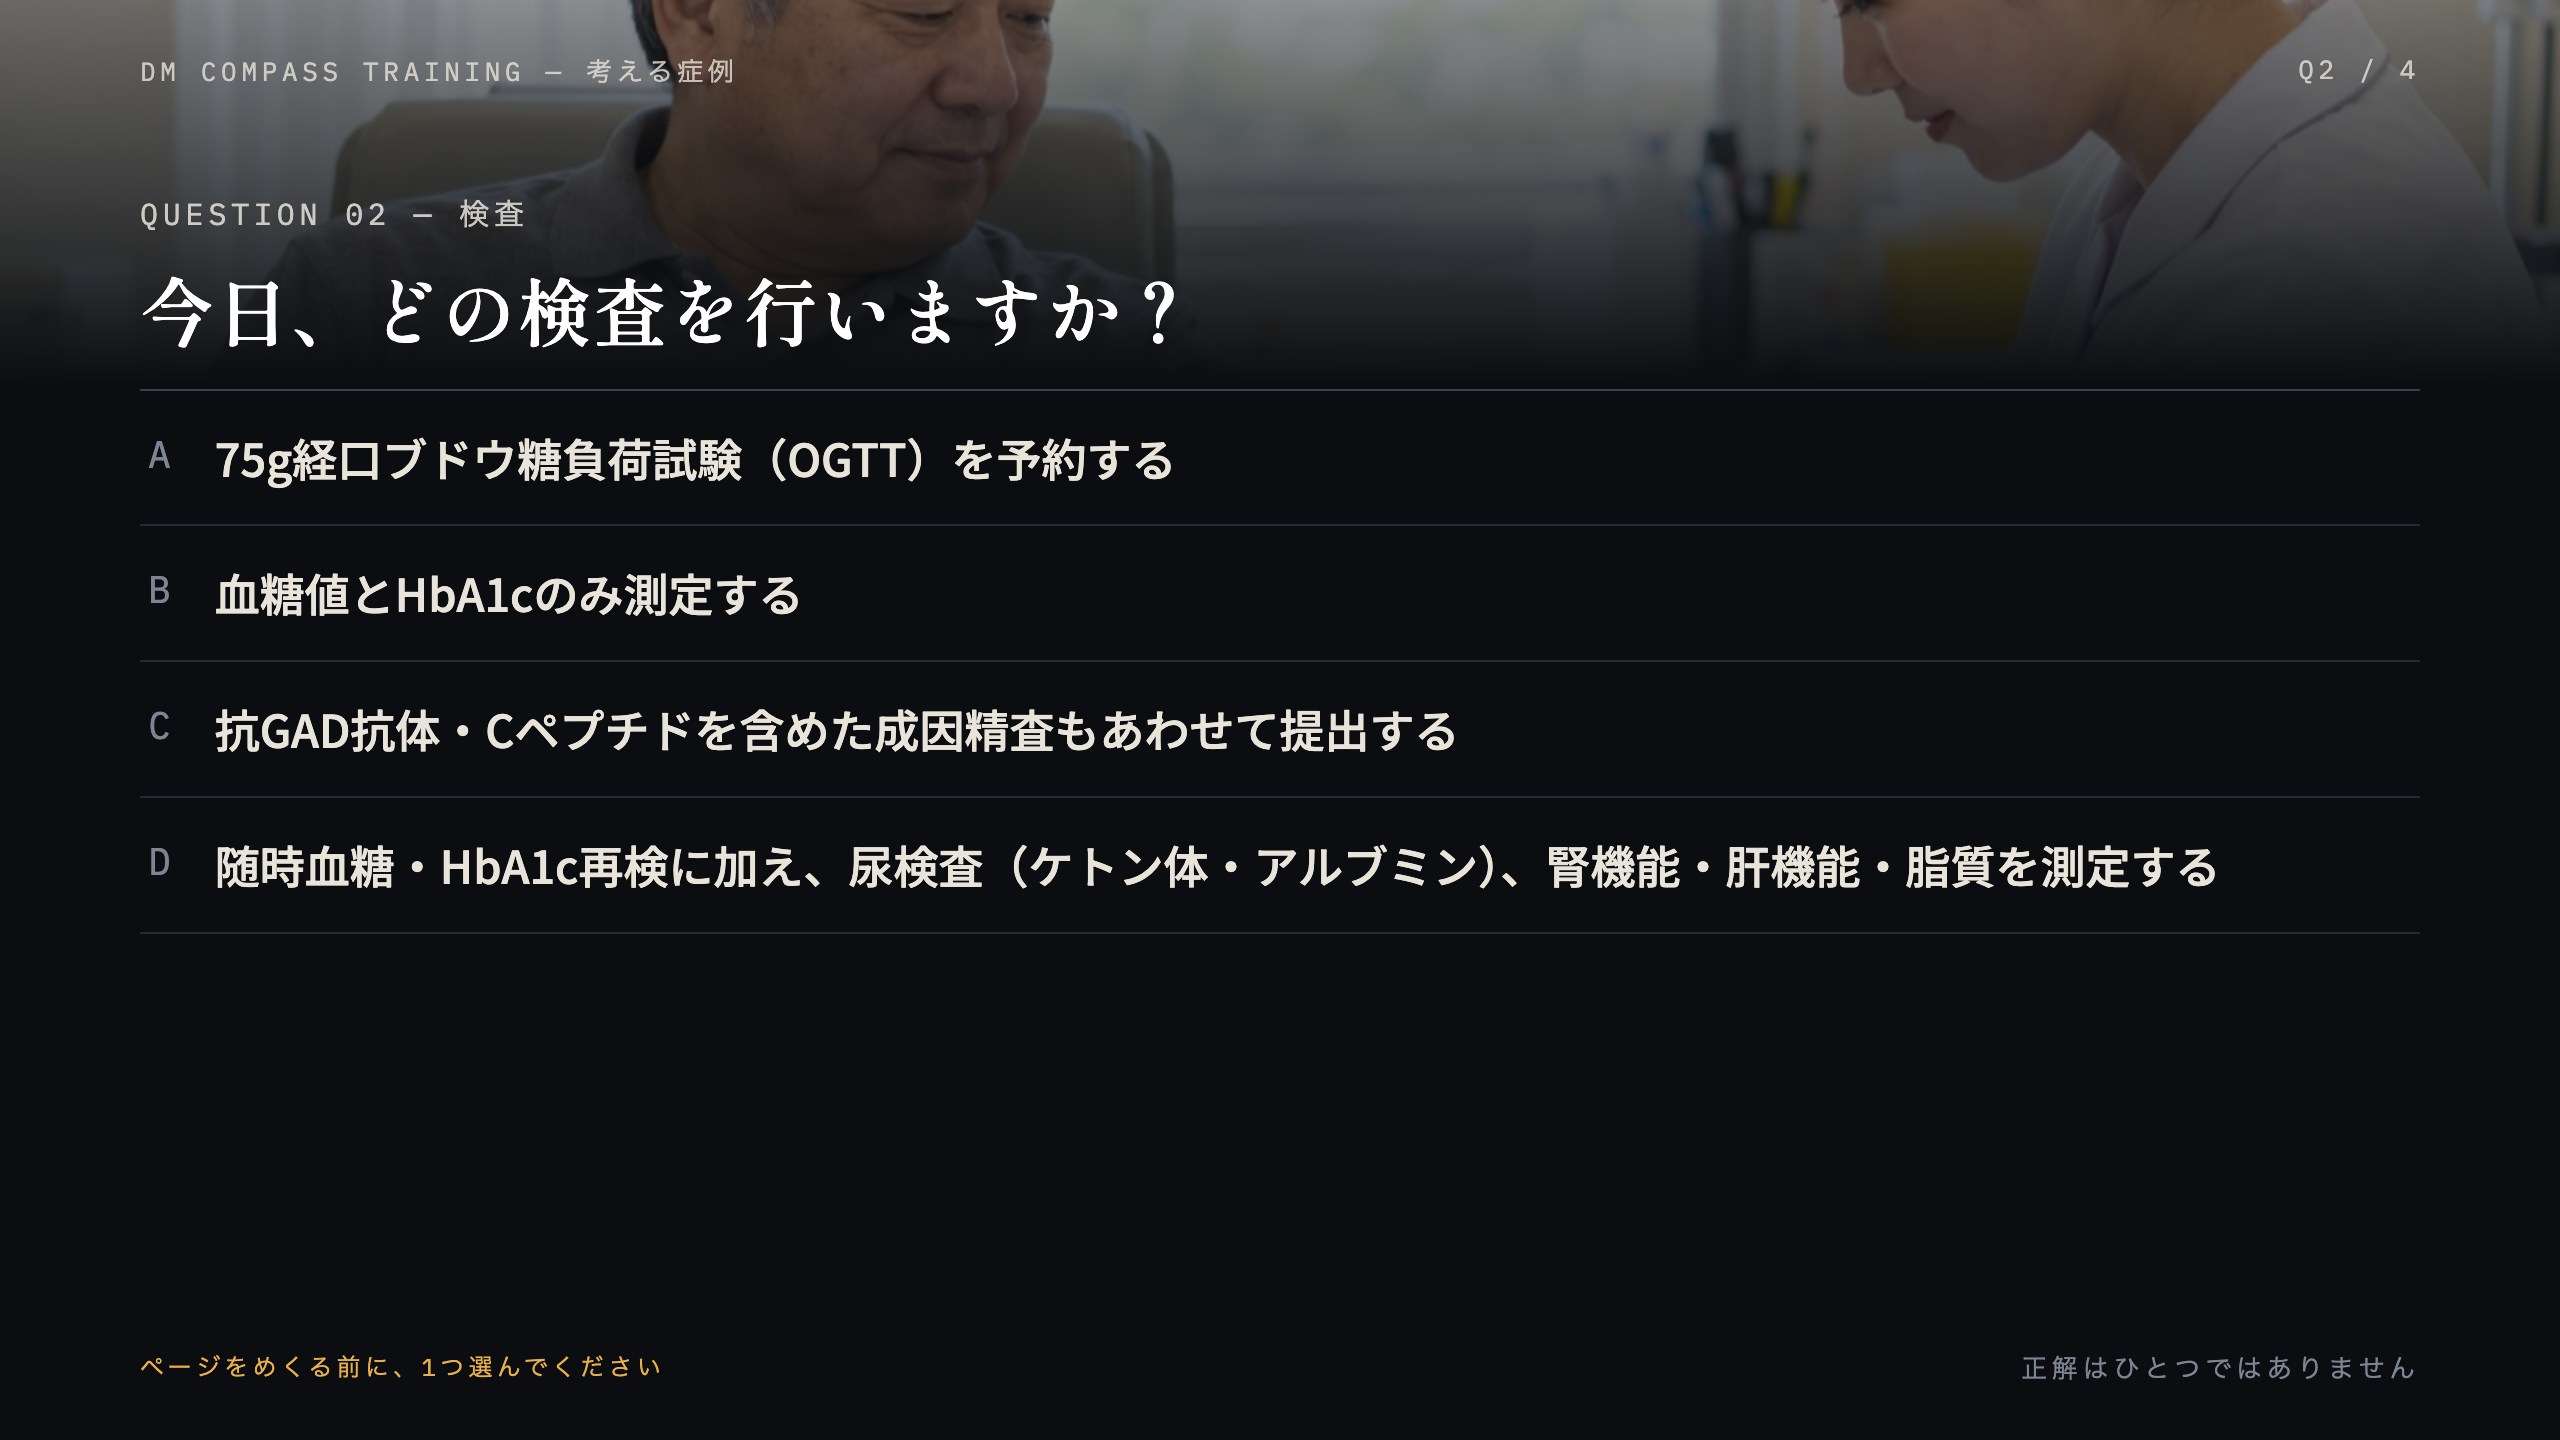 DM COMPASS TRAINING — 考える症例
Q2 / 4
QUESTION 02 — 検査
今日、どの検査を行いますか？
A 75g経口ブドウ糖負荷試験（OGTT）を予約する
B 血糖値とHbA1cのみ測定する
C 抗GAD抗体・Cペプチドを含めた成因精査もあわせて提出する
D 随時血糖・HbA1c再検に加え、尿検査（ケトン体・アルブミン）、腎機能・肝機能・脂質を測定する
ページをめくる前に、1つ選んでください
正解はひとつではありません